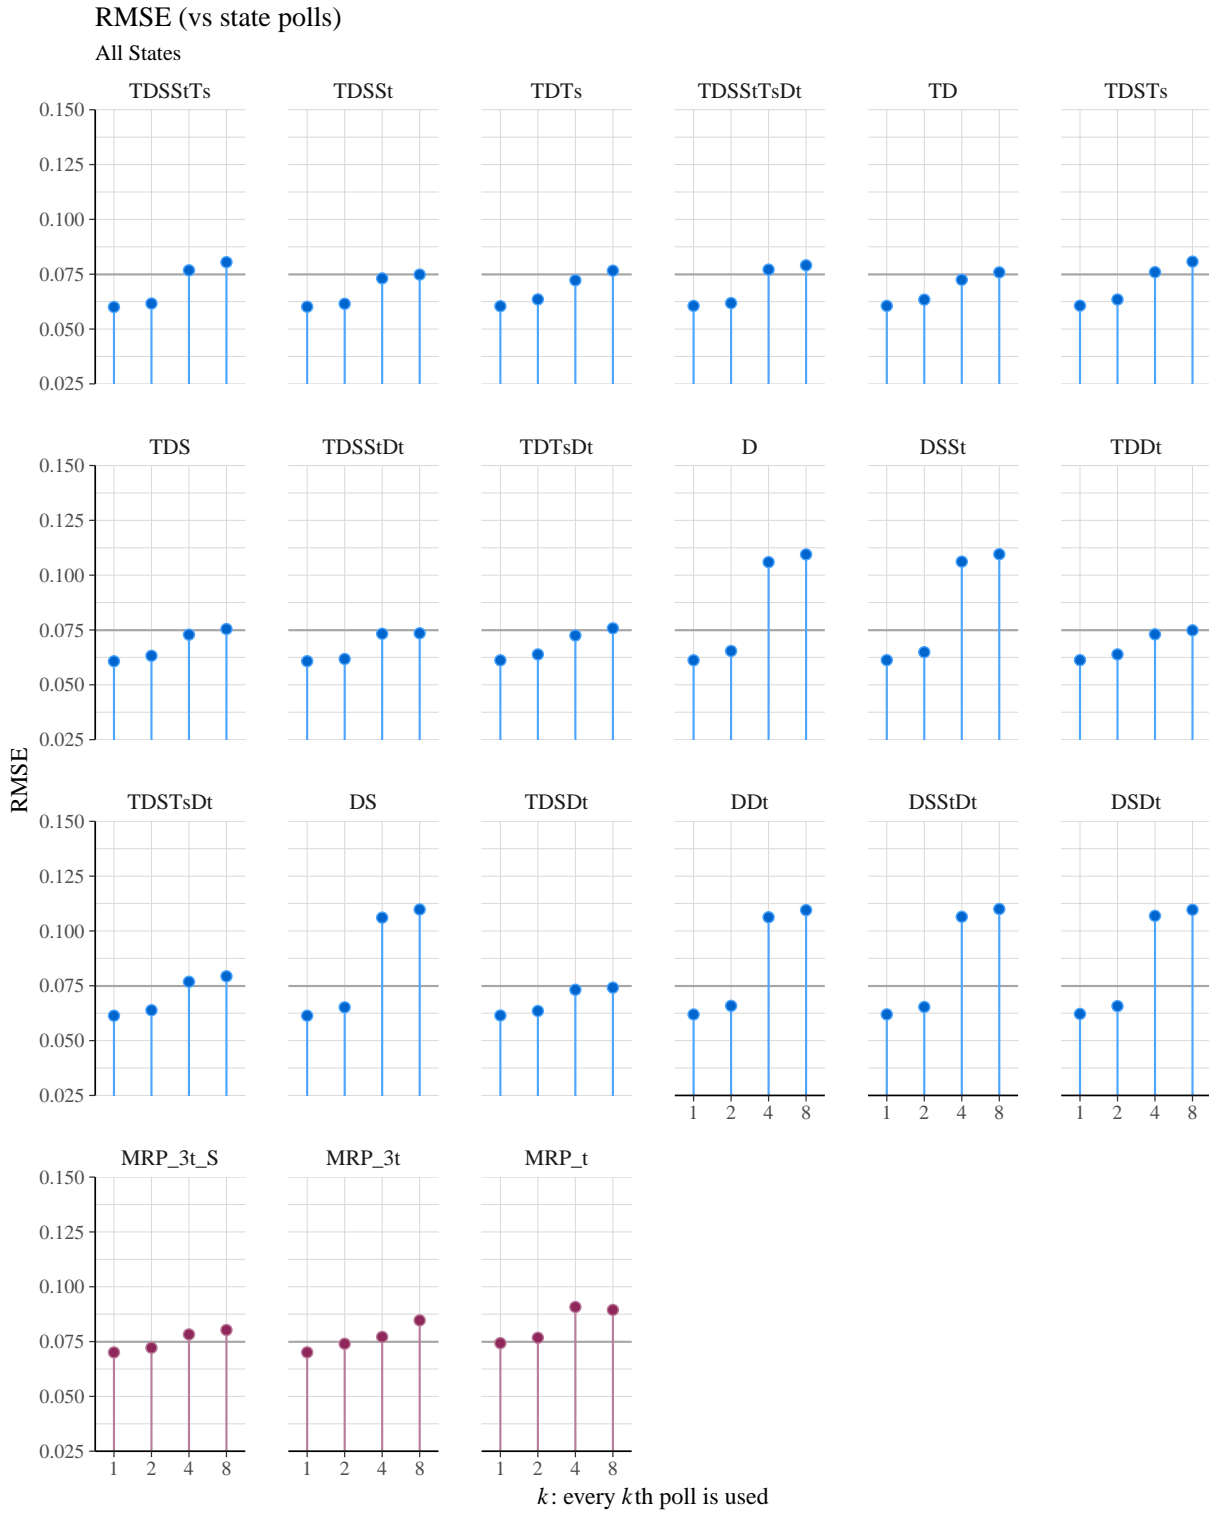 RMSE (vs state polls)
All States
TDSStTs TDSSt TDTs TDSStTsDt TD TDSTs
0.150
0.125
0.100
0.075
0.050
0.025
TDS TDSStDt TDTsDt D DSSt TDDt
0.150
0.125
0.100
0.075
0.050
0.025
RMSE
TDSTsDt DS TDSDt DDt DSStDt DSDt
0.150
0.125
0.100
0.075
0.050
0.025
1 2 4 8 1 2 4 8 1 2 4 8
MRP_3t_S MRP_3t MRP_t
0.150
0.125
0.100
0.075
0.050
0.025
1 2 4 8 1 2 4 8 1 2 4 8
k: every kth poll is used